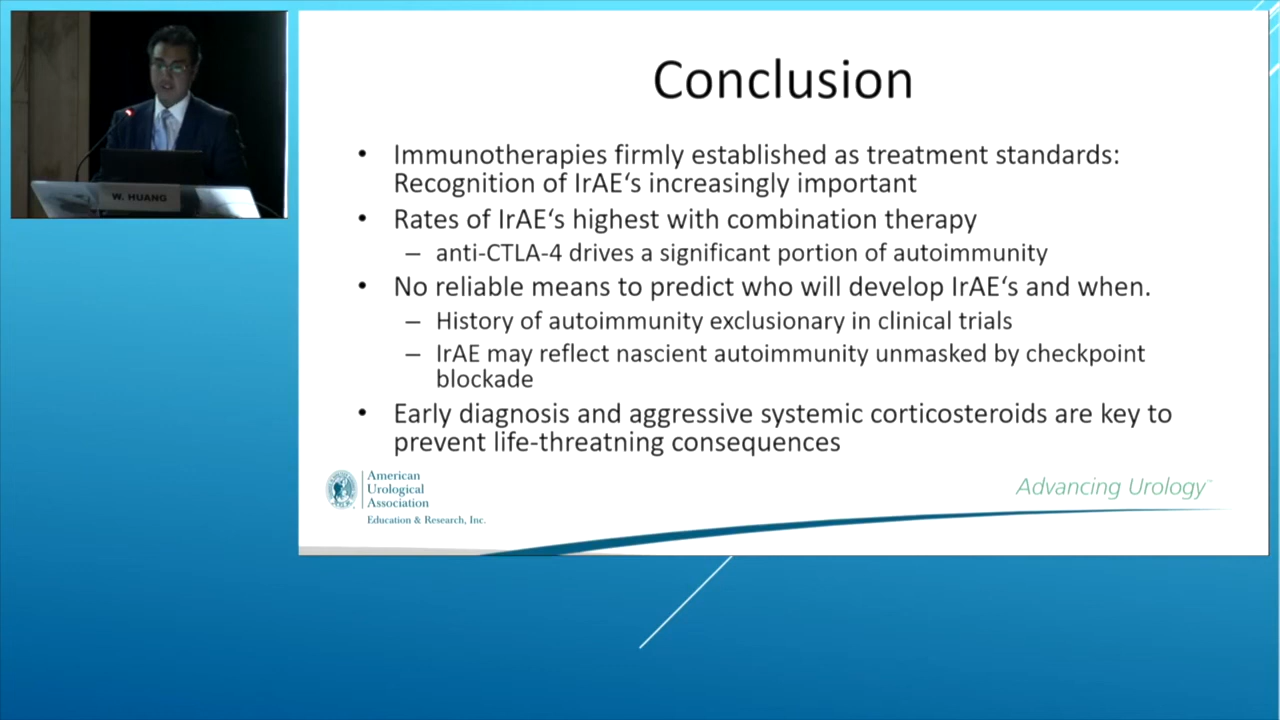 W. HUANG
Conclusion
• Immunotherapies firmly established as treatment standards:
Recognition of IrAE‘s increasingly important
• Rates of IrAE‘s highest with combination therapy
– anti-CTLA-4 drives a significant portion of autoimmunity
• No reliable means to predict who will develop IrAE‘s and when.
– History of autoimmunity exclusionary in clinical trials
– IrAE may reflect nascient autoimmunity unmasked by checkpoint
blockade
• Early diagnosis and aggressive systemic corticosteroids are key to
prevent life-threatning consequences
American
Urological
Association
Education & Research, Inc.
Advancing Urology™